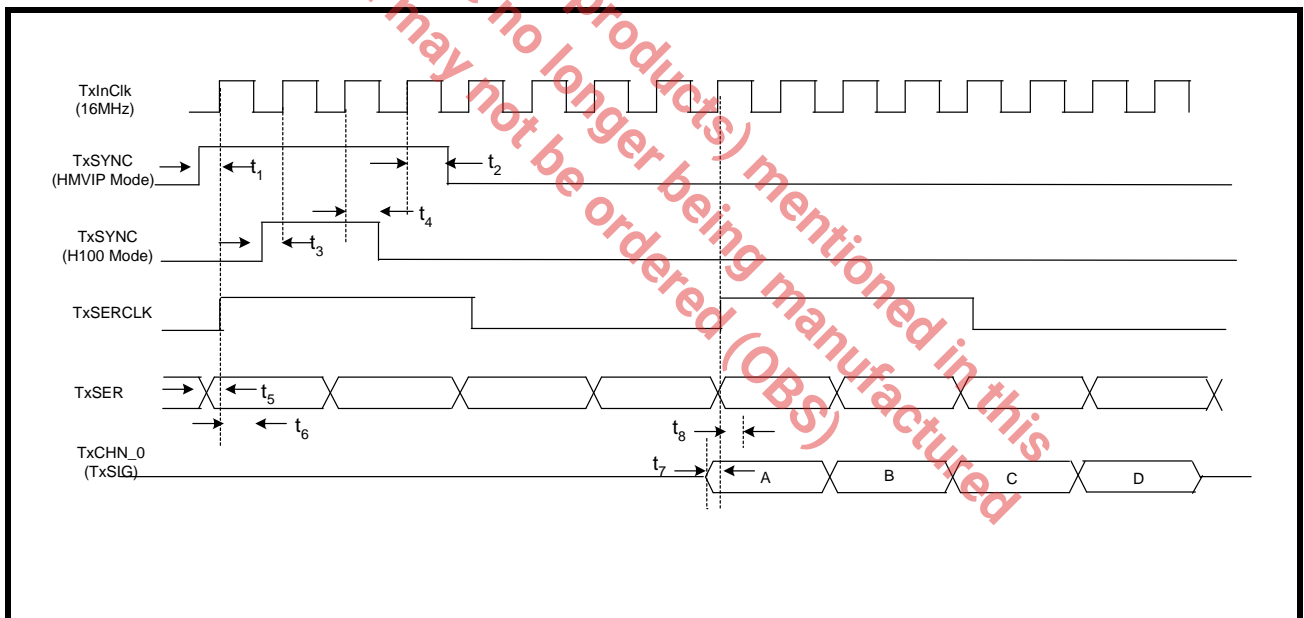 products) mentioned in this
no longer being manufactured
may not be ordered (OBS)
TxInClk
(16MHz)
TxSYNC
(HMVIP Mode)
t1
t2
TxSYNC
(H100 Mode)
t3
t4
TxSERCLK
TxSER
t5
t6
TxCHN_0
(TxSIG)
t7
t8
A
B
C
D